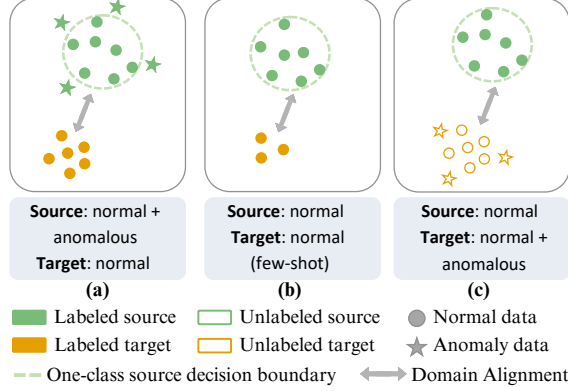 Source: normal +
anomalous
Target: normal
(a)
Source: normal
Target: normal
(few-shot)
(b)
Source: normal
Target: normal +
anomalous
(c)
Labeled source
Unlabeled source
Normal data
Labeled target
Unlabeled target
Anomaly data
One-class source decision boundary
Domain Alignment